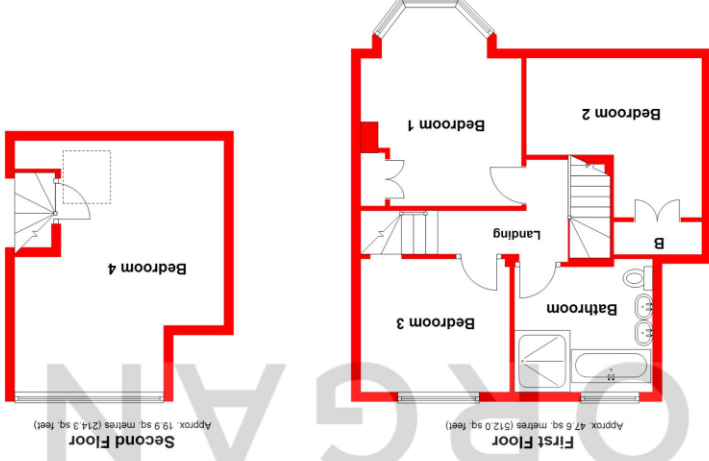 First Floor
Approx. 47.6 sq. metres (512.0 sq. feet)
Bathroom
Bedroom 3
B
Landing
Bedroom 2
Bedroom 1
Second Floor
Approx. 19.9 sq. metres (214.3 sq. feet)
Bedroom 4
ORGAN